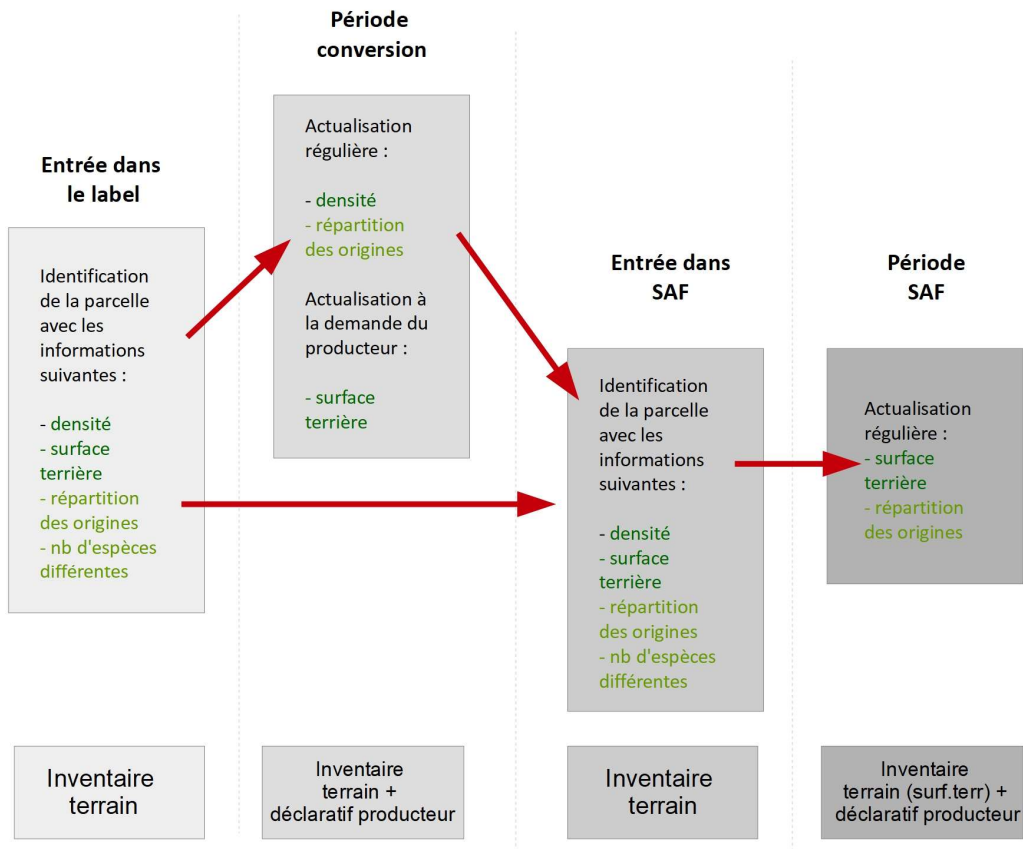 Entrée dans
le label
Identification
de la parcelle
avec les
informations
suivantes :
- densité
- surface
terrière
- répartition
des origines
- nb d'espèces
différentes
Inventaire
terrain
Période
conversion
Actualisation
régulière :
- densité
- répartition
des origines
Actualisation à
la demande du
producteur :
- surface
terrière
Inventaire
terrain +
déclaratif producteur
Entrée dans
SAF
Identification
de la parcelle
avec les
informations
suivantes :
- densité
- surface
terrière
- répartition
des origines
- nb d'espèces
différentes
Inventaire
terrain
Période
SAF
Actualisation
régulière :
- surface
terrière
- répartition
des origines
Inventaire
terrain (surf.terr) +
déclaratif producteur